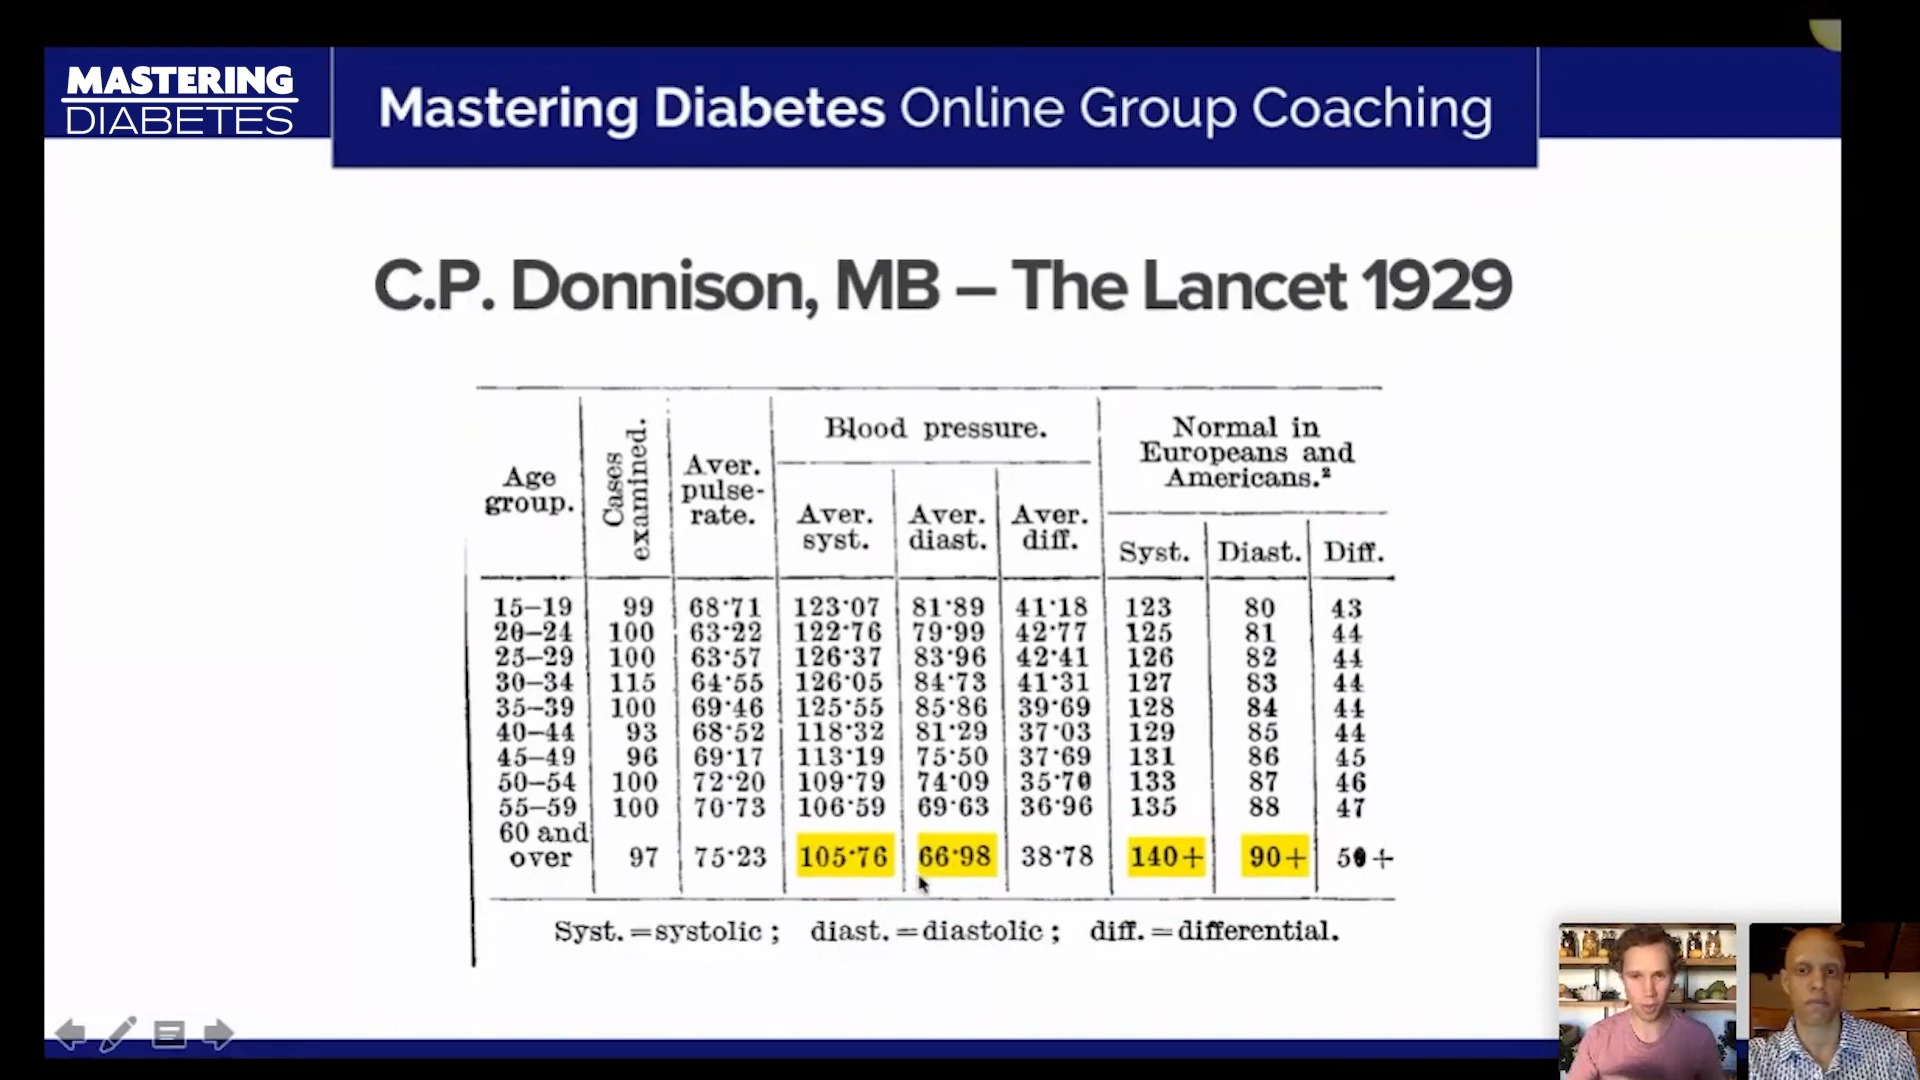 MASTERING
DIABETES
Mastering Diabetes Online Group Coaching
C.P. Donnison, MB – The Lancet 1929
Age group. Cases examined. Aver. pulse-rate. Blood pressure. Normal in Europeans and Americans.²
Aver. syst. Aver. diast. Aver. diff. Syst. Diast. Diff.
15–19 99 68·71 123·07 81·89 41·18 123 80 43
20–24 100 63·22 122·76 79·99 42·77 125 81 44
25–29 100 63·57 126·37 83·96 42·41 126 82 44
30–34 115 64·55 126·05 84·73 41·31 127 83 44
35–39 100 69·46 125·55 85·86 39·69 128 84 44
40–44 93 68·52 118·32 81·29 37·03 129 85 44
45–49 96 69·17 113·19 75·50 37·69 131 86 45
50–54 100 72·20 109·79 74·09 35·70 133 87 46
55–59 100 70·73 106·59 69·63 36·96 135 88 47
60 and over 97 75·23 105·76 66·98 38·78 140+ 90+ 50+
Syst.=systolic; diast.=diastolic; diff.=differential.